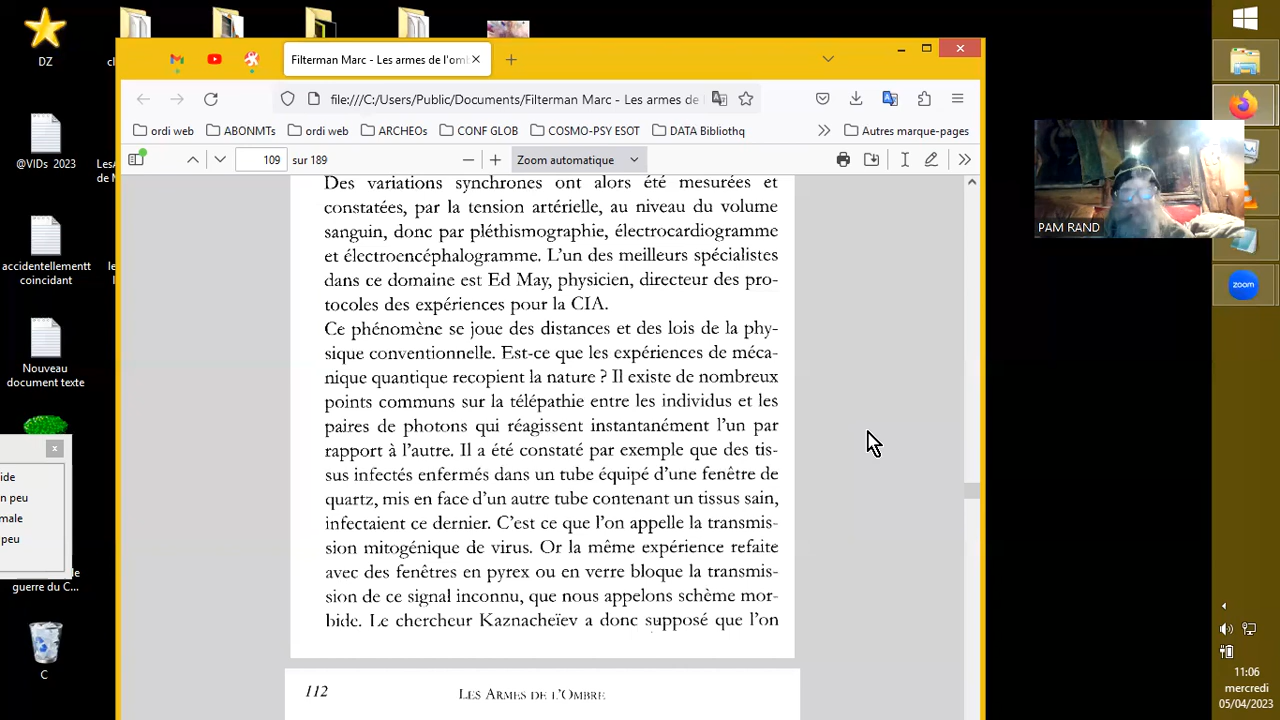 DZ
@VIDs 2023
accidentellementt
coincidant
Nouveau
document texte
guerre du C...
C
ide
n peu
male
peu
x
Filterman Marc - Les armes de l'om
file:///C:/Users/Public/Documents/Filterman Marc - Les armes de
ordi web
ABONMTs
ordi web
ARCHEOs
CONF GLOB
COSMO-PSY ESOT
DATA Bibliothq
Autres marque-pages
109 sur 189
Zoom automatique
Des variations synchrones ont alors été mesurées et
constatées, par la tension artérielle, au niveau du volume
sanguin, donc par pléthismographie, électrocardiogramme
et électroencéphalogramme. L'un des meilleurs spécialistes
dans ce domaine est Ed May, physicien, directeur des pro-
tocoles des expériences pour la CIA.
Ce phénomène se joue des distances et des lois de la phy-
sique conventionnelle. Est-ce que les expériences de méca-
nique quantique recopient la nature ? Il existe de nombreux
points communs sur la télépathie entre les individus et les
paires de photons qui réagissent instantanément l'un par
rapport à l'autre. Il a été constaté par exemple que des tis-
sus infectés enfermés dans un tube équipé d'une fenêtre de
quartz, mis en face d'un autre tube contenant un tissus sain,
infectaient ce dernier. C'est ce que l'on appelle la transmis-
sion mitogénique de virus. Or la même expérience refaite
avec des fenêtres en pyrex ou en verre bloque la transmis-
sion de ce signal inconnu, que nous appelons schème mor-
bide. Le chercheur Kaznacheïev a donc supposé que l'on
112 LES ARMES DE L'OMBRE
PAM RAND
zoom
11:06
mercredi
05/04/2023